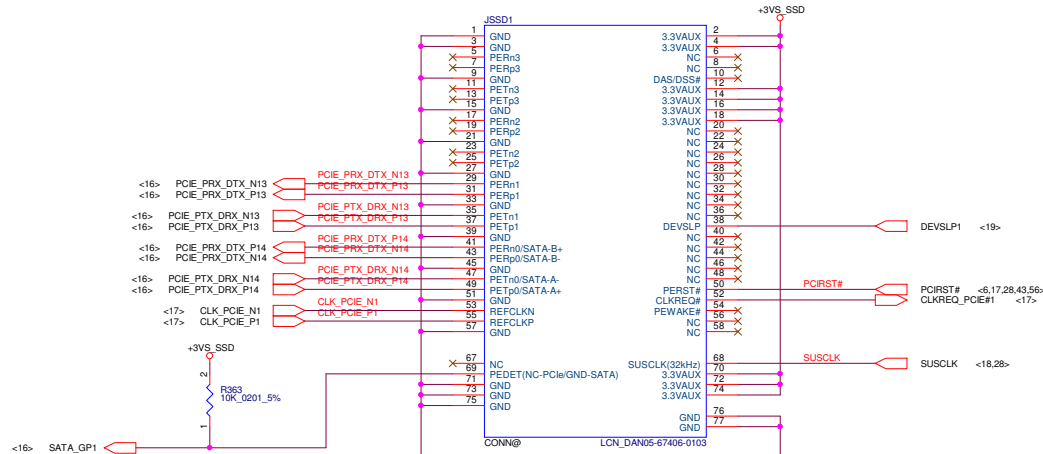 +3VS_SSD
JSSD1
1 GND 3.3VAUX 2
3 GND 3.3VAUX 4
5 PERn3 NC 6
7 PERp3 NC 8
9 GND DAS/DSS# 10
11 PETn3 3.3VAUX 12
13 PETp3 3.3VAUX 14
15 GND 3.3VAUX 16
17 PERn2 3.3VAUX 18
19 PERp2 NC 20
21 GND NC 22
23 PETn2 NC 24
25 PETp2 NC 26
27 GND NC 28
<16> PCIE_PRX_DTX_N13 PCIE_PRX_DTX_N13 29 PERn1 NC 30
<16> PCIE_PRX_DTX_P13 PCIE_PRX_DTX_P13 31 PERp1 NC 32
33 GND NC 34
<16> PCIE_PTX_DRX_N13 PCIE_PTX_DRX_N13 35 PETn1 NC 36
<16> PCIE_PTX_DRX_P13 PCIE_PTX_DRX_P13 37 PETp1 DEVSLP 38 DEVSLP1 <19>
39 GND NC 40
<16> PCIE_PRX_DTX_P14 PCIE_PRX_DTX_P14 41 PERn0/SATA-B+ NC 42
<16> PCIE_PRX_DTX_N14 PCIE_PRX_DTX_N14 43 PERp0/SATA-B- NC 44
45 GND NC 46
<16> PCIE_PTX_DRX_N14 PCIE_PTX_DRX_N14 47 PETn0/SATA-A- NC 48
<16> PCIE_PTX_DRX_P14 PCIE_PTX_DRX_P14 49 PETp0/SATA-A+ PERST# 50 PCIRST# PCIRST# <6,17,28,43,56>
51 GND CLKREQ# 52 CLKREQ_PCIE#1 <17>
<17> CLK_PCIE_N1 CLK_PCIE_N1 53 REFCLKN PEWAKE# 54
<17> CLK_PCIE_P1 CLK_PCIE_P1 55 REFCLKP NC 56
57 GND NC 58
+3VS_SSD
67 NC SUSCLK(32kHz) 68 SUSCLK SUSCLK <18,28>
69 PEDET(NC-PCIe/GND-SATA) 3.3VAUX 70
71 GND 3.3VAUX 72
73 GND 3.3VAUX 74
75 GND
2
R363
10K_0201_5%
1
GND 76
GND 77
<16> SATA_GP1
CONN@ LCN_DAN05-67406-0103